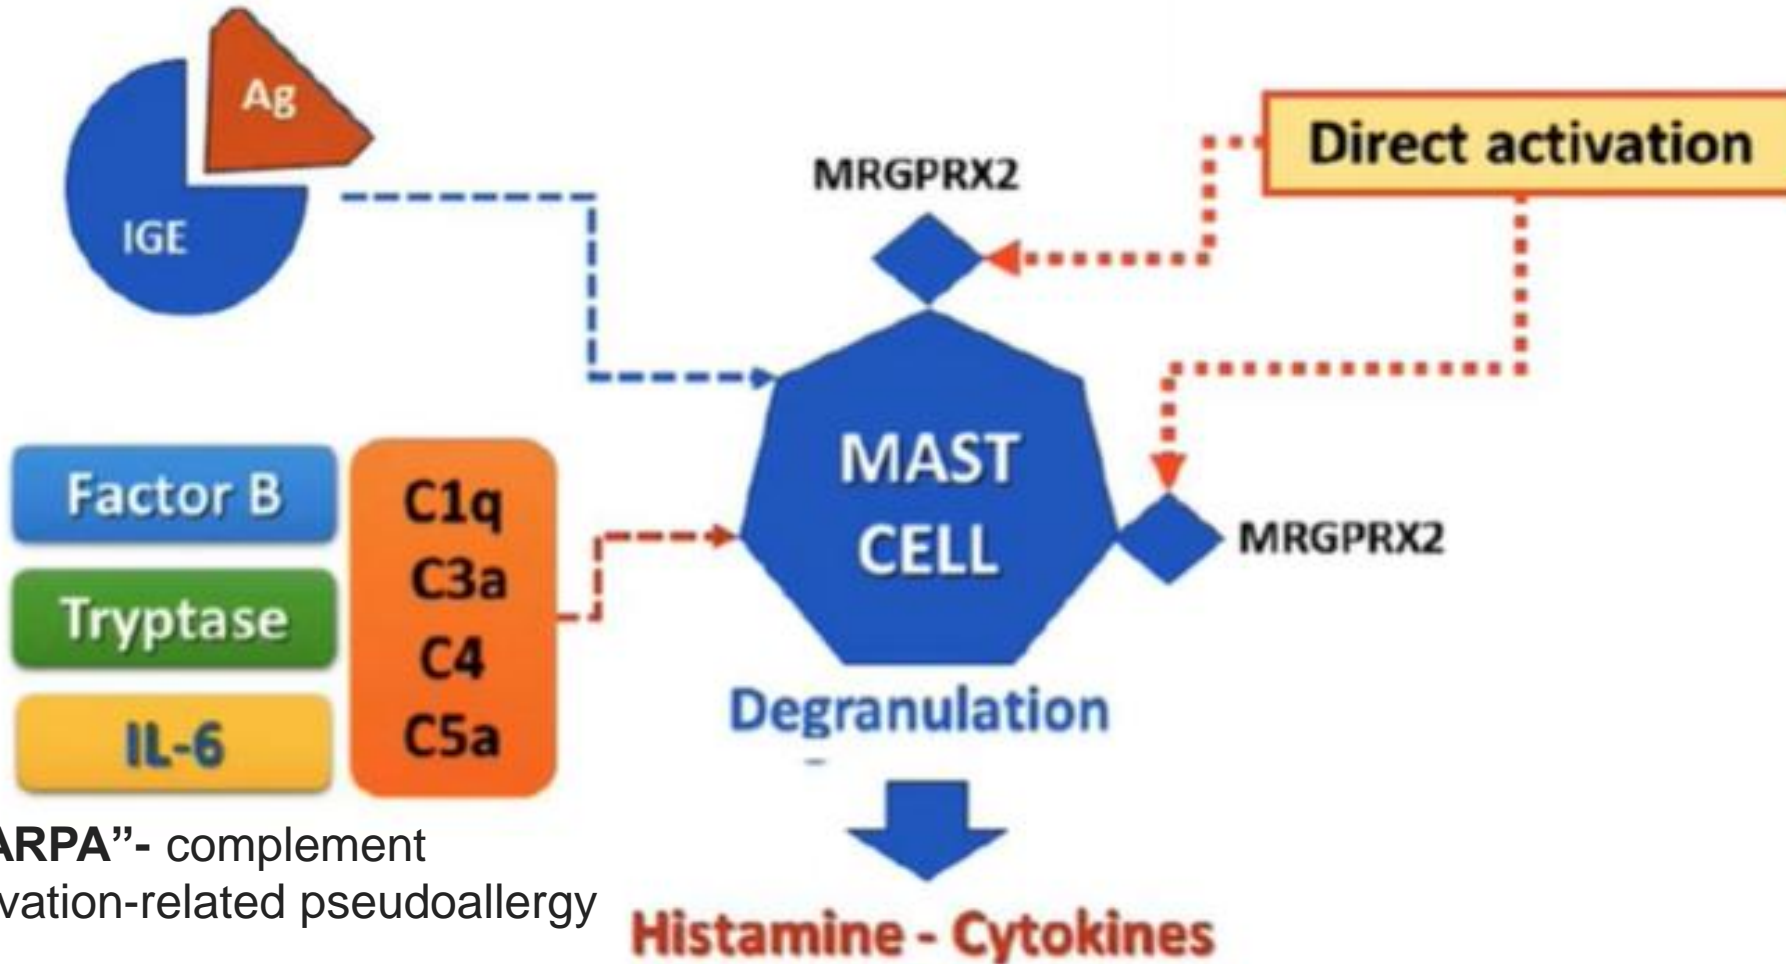 Ag
IGE
MRGPRX2
Direct activation
MAST
CELL
MRGPRX2
Factor B
Tryptase
IL-6
C1q
C3a
C4
C5a
Degranulation
ARPA”- complement
vation-related pseudoallergy
Histamine - Cytokines